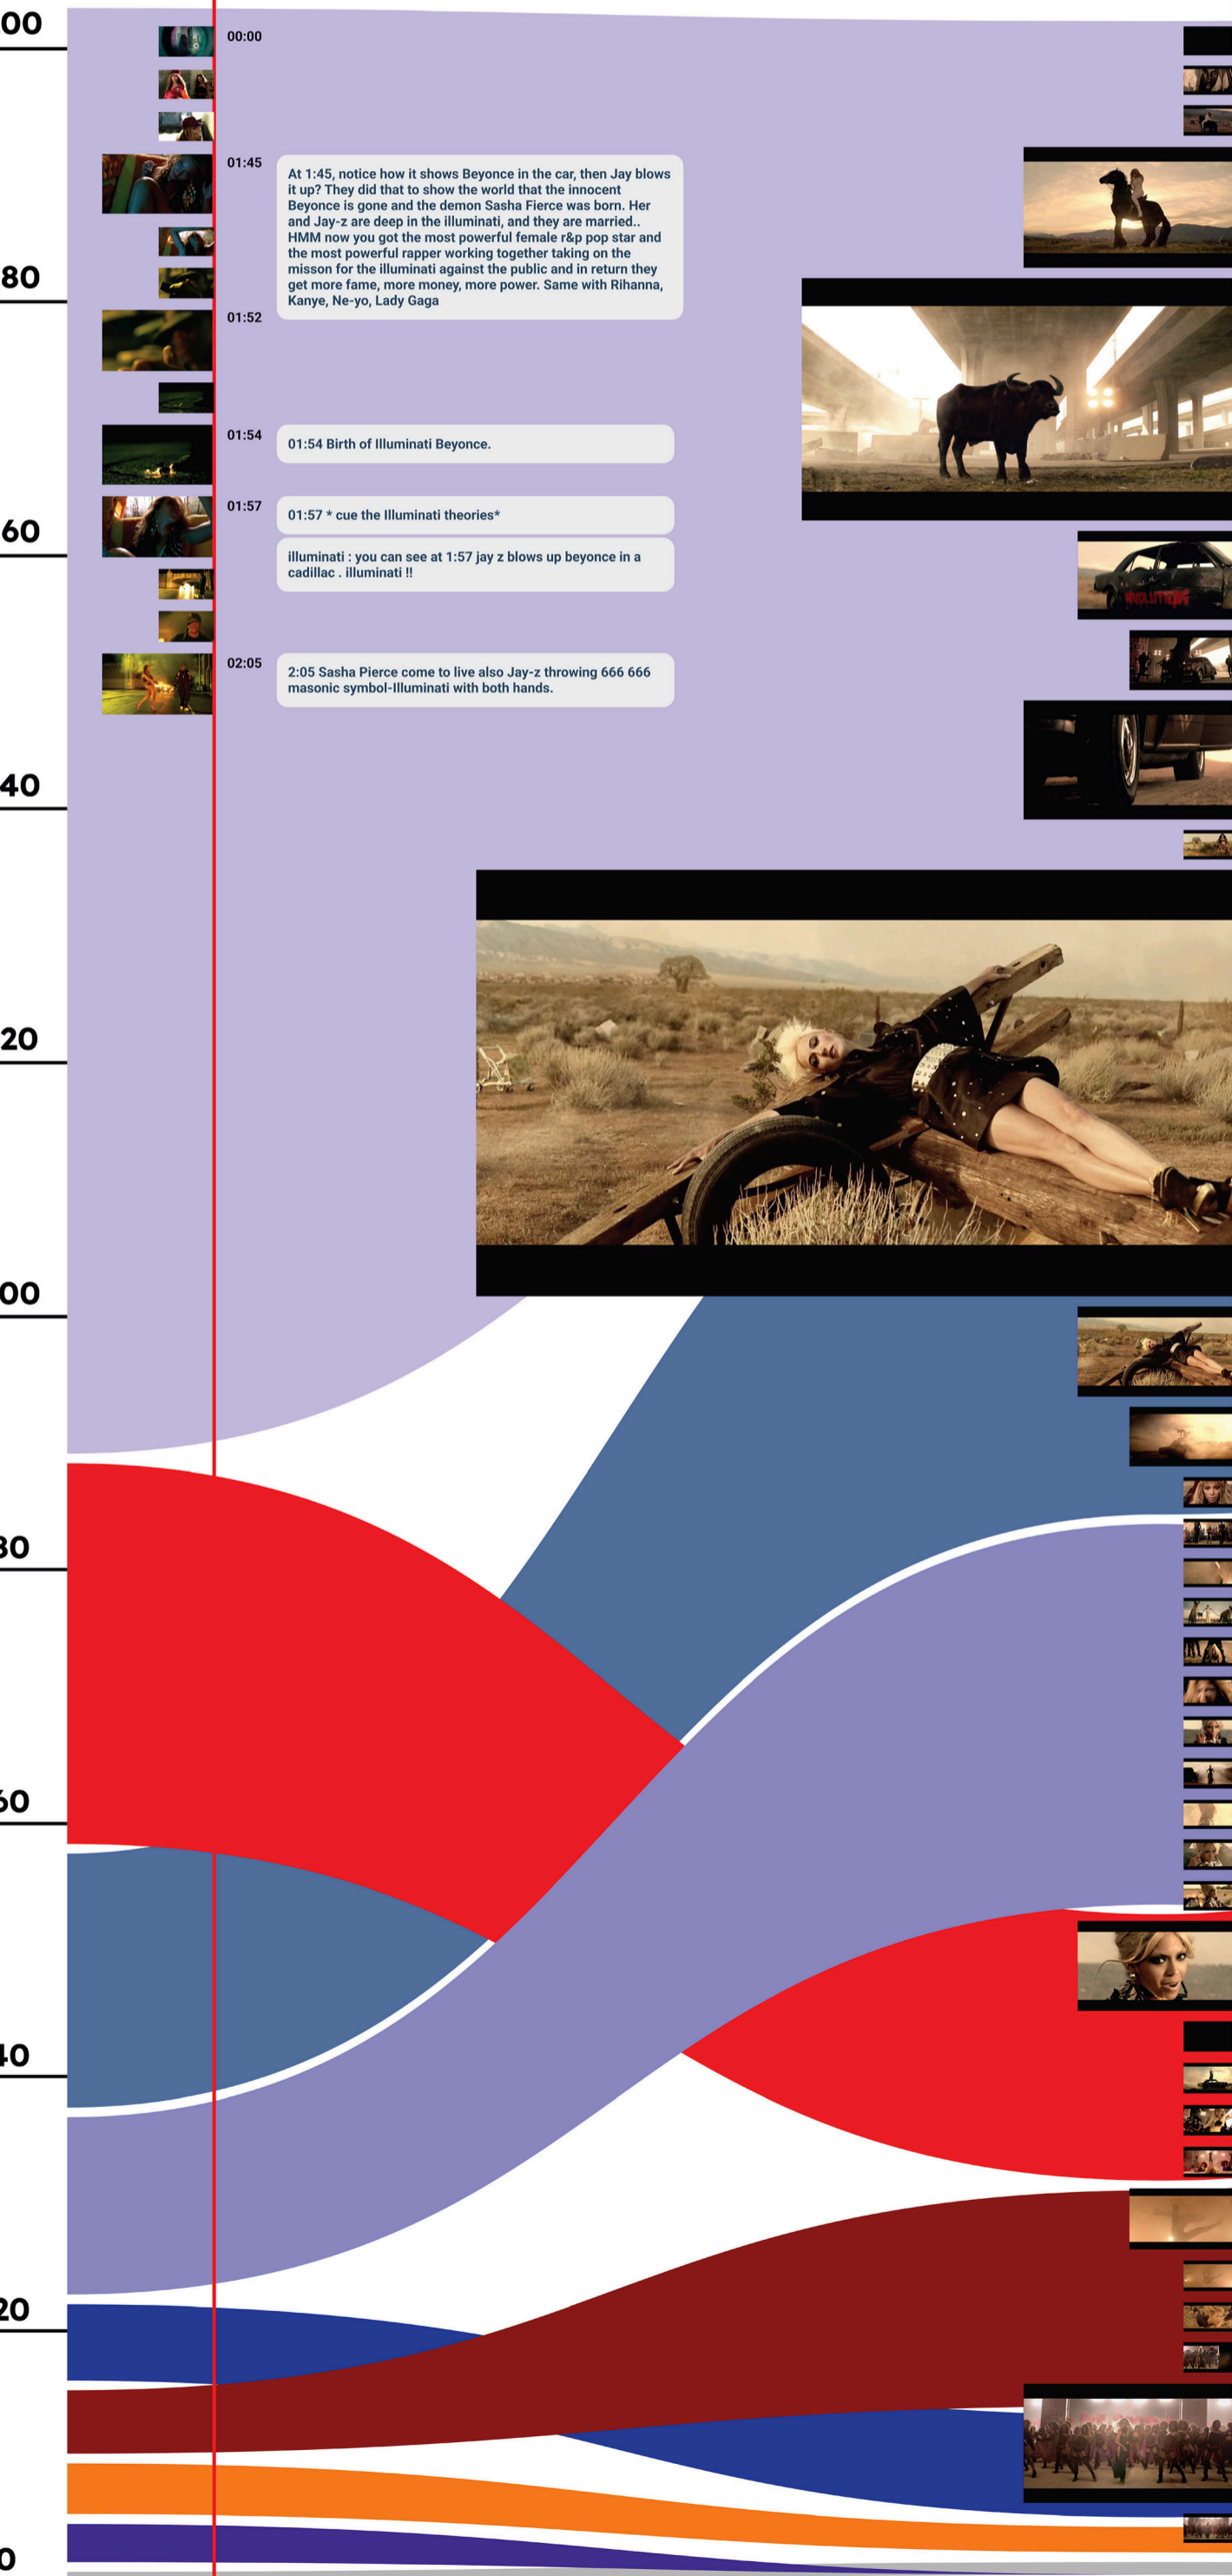 00
00:00
01:45
At 1:45, notice how it shows Beyonce in the car, then Jay blows
it up? They did that to show the world that the innocent
Beyonce is gone and the demon Sasha Fierce was born. Her
and Jay-z are deep in the illuminati, and they are married..
HMM now you got the most powerful female r&p pop star and
the most powerful rapper working together taking on the
misson for the illuminati against the public and in return they
get more fame, more money, more power. Same with Rihanna,
Kanye, Ne-yo, Lady Gaga
80
01:52
01:54
01:54 Birth of Illuminati Beyonce.
01:57
01:57 * cue the Illuminati theories*
60
illuminati : you can see at 1:57 jay z blows up beyonce in a
cadillac . illuminati !!
02:05
2:05 Sasha Pierce come to live also Jay-z throwing 666 666
masonic symbol-Illuminati with both hands.
40
20
00
80
60
40
20
0